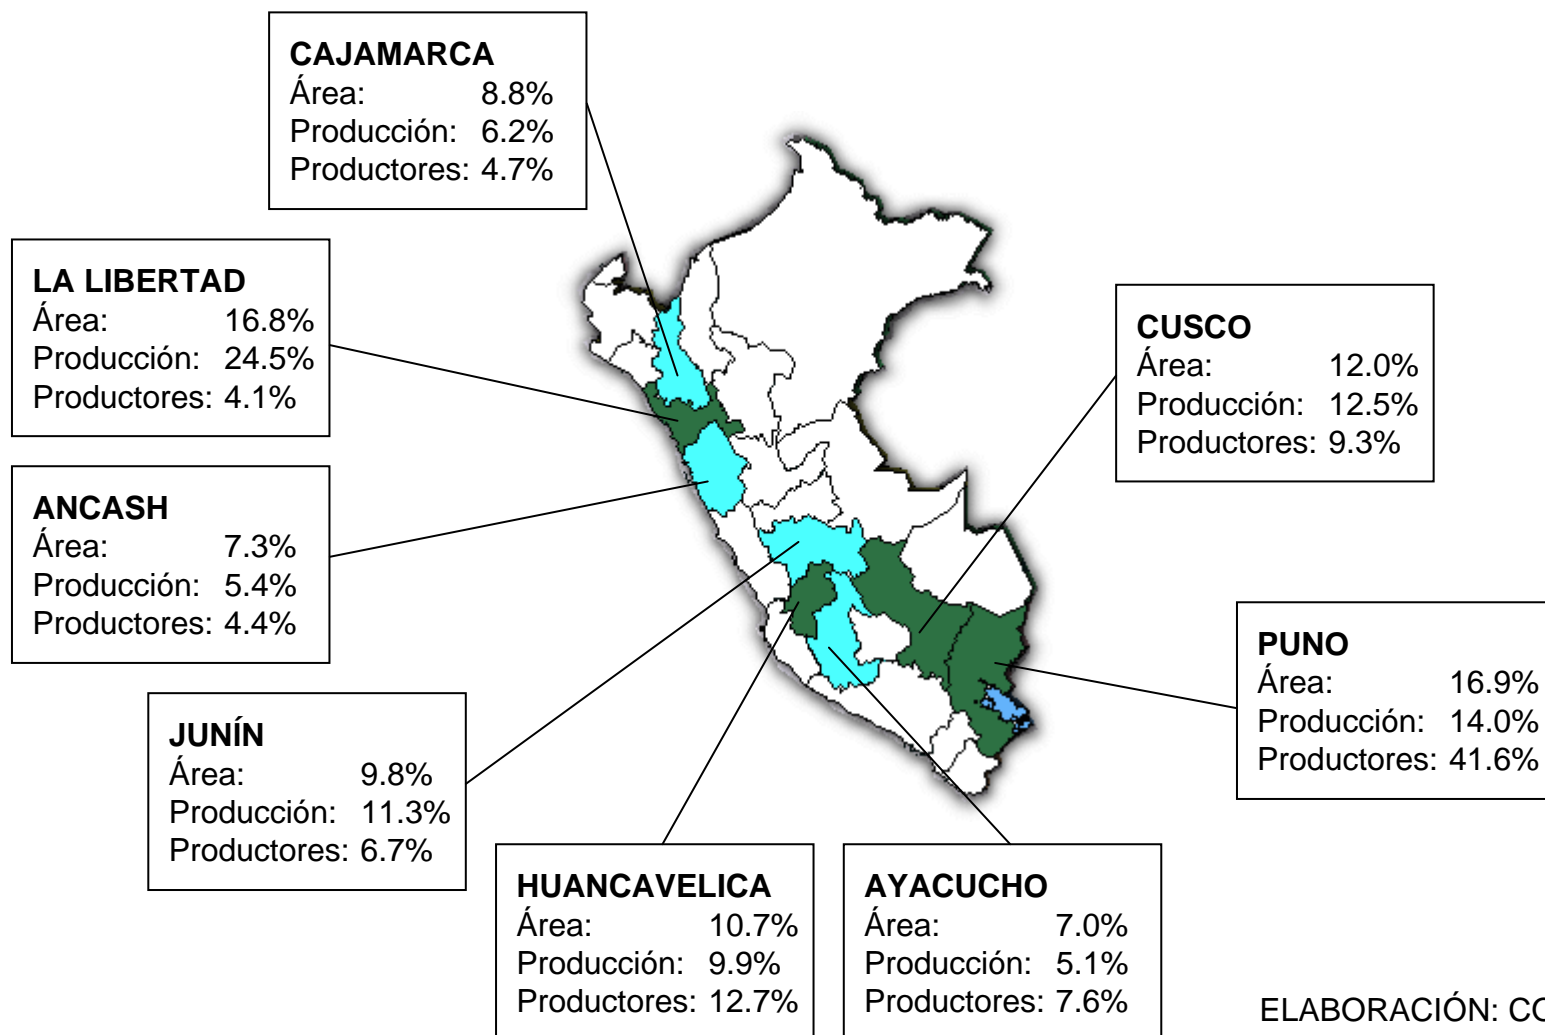 CAJAMARCA
Área: 8.8%
Producción: 6.2%
Productores: 4.7%
LA LIBERTAD
Área: 16.8%
Producción: 24.5%
Productores: 4.1%
CUSCO
Área: 12.0%
Producción: 12.5%
Productores: 9.3%
ANCASH
Área: 7.3%
Producción: 5.4%
Productores: 4.4%
PUNO
Área: 16.9%
Producción: 14.0%
Productores: 41.6%
JUNÍN
Área: 9.8%
Producción: 11.3%
Productores: 6.7%
HUANCAVELICA
Área: 10.7%
Producción: 9.9%
Productores: 12.7%
AYACUCHO
Área: 7.0%
Producción: 5.1%
Productores: 7.6%
ELABORACIÓN: